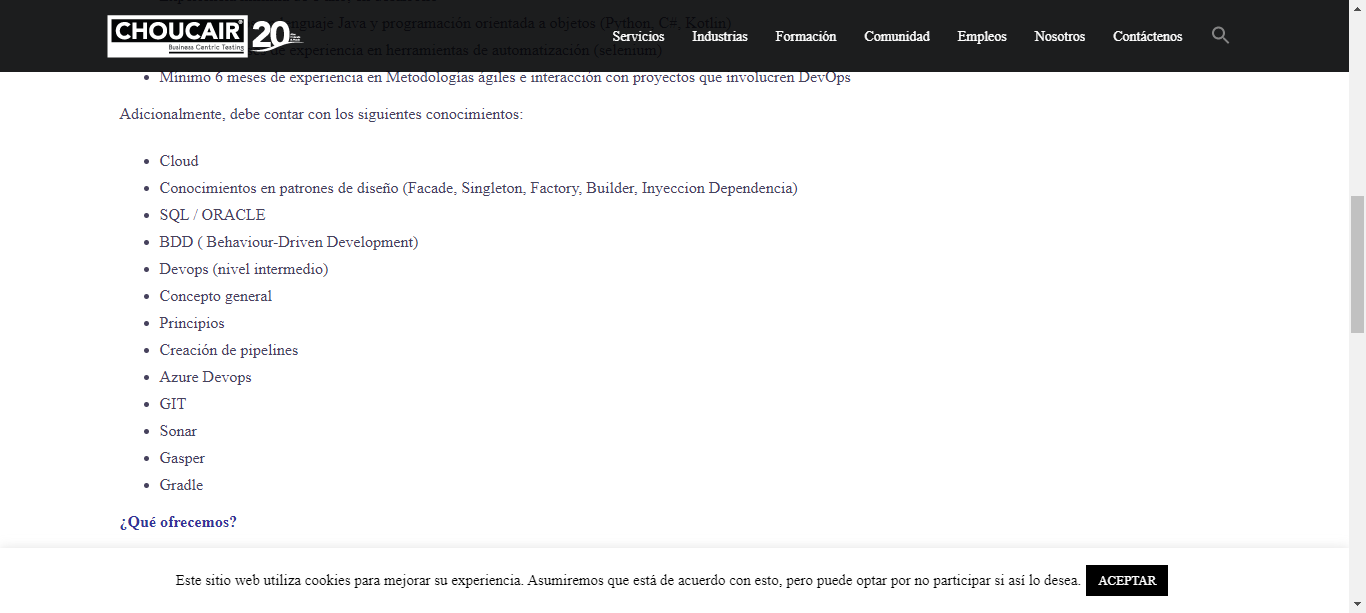 CHOUCAIR
Business Centric Testing
20
Servicios Industrias Formación Comunidad Empleos Nosotros Contáctenos
lenguaje Java y programación orientada a objetos (Python, C#, Kotlin)
de experiencia en herramientas de automatización (selenium)
Mínimo 6 meses de experiencia en Metodologías ágiles e interacción con proyectos que involucren DevOps
Adicionalmente, debe contar con los siguientes conocimientos:
Cloud
Conocimientos en patrones de diseño (Facade, Singleton, Factory, Builder, Inyeccion Dependencia)
SQL / ORACLE
BDD ( Behaviour-Driven Development)
Devops (nivel intermedio)
Concepto general
Principios
Creación de pipelines
Azure Devops
GIT
Sonar
Gasper
Gradle
¿Qué ofrecemos?
Este sitio web utiliza cookies para mejorar su experiencia. Asumiremos que está de acuerdo con esto, pero puede optar por no participar si así lo desea. ACEPTAR